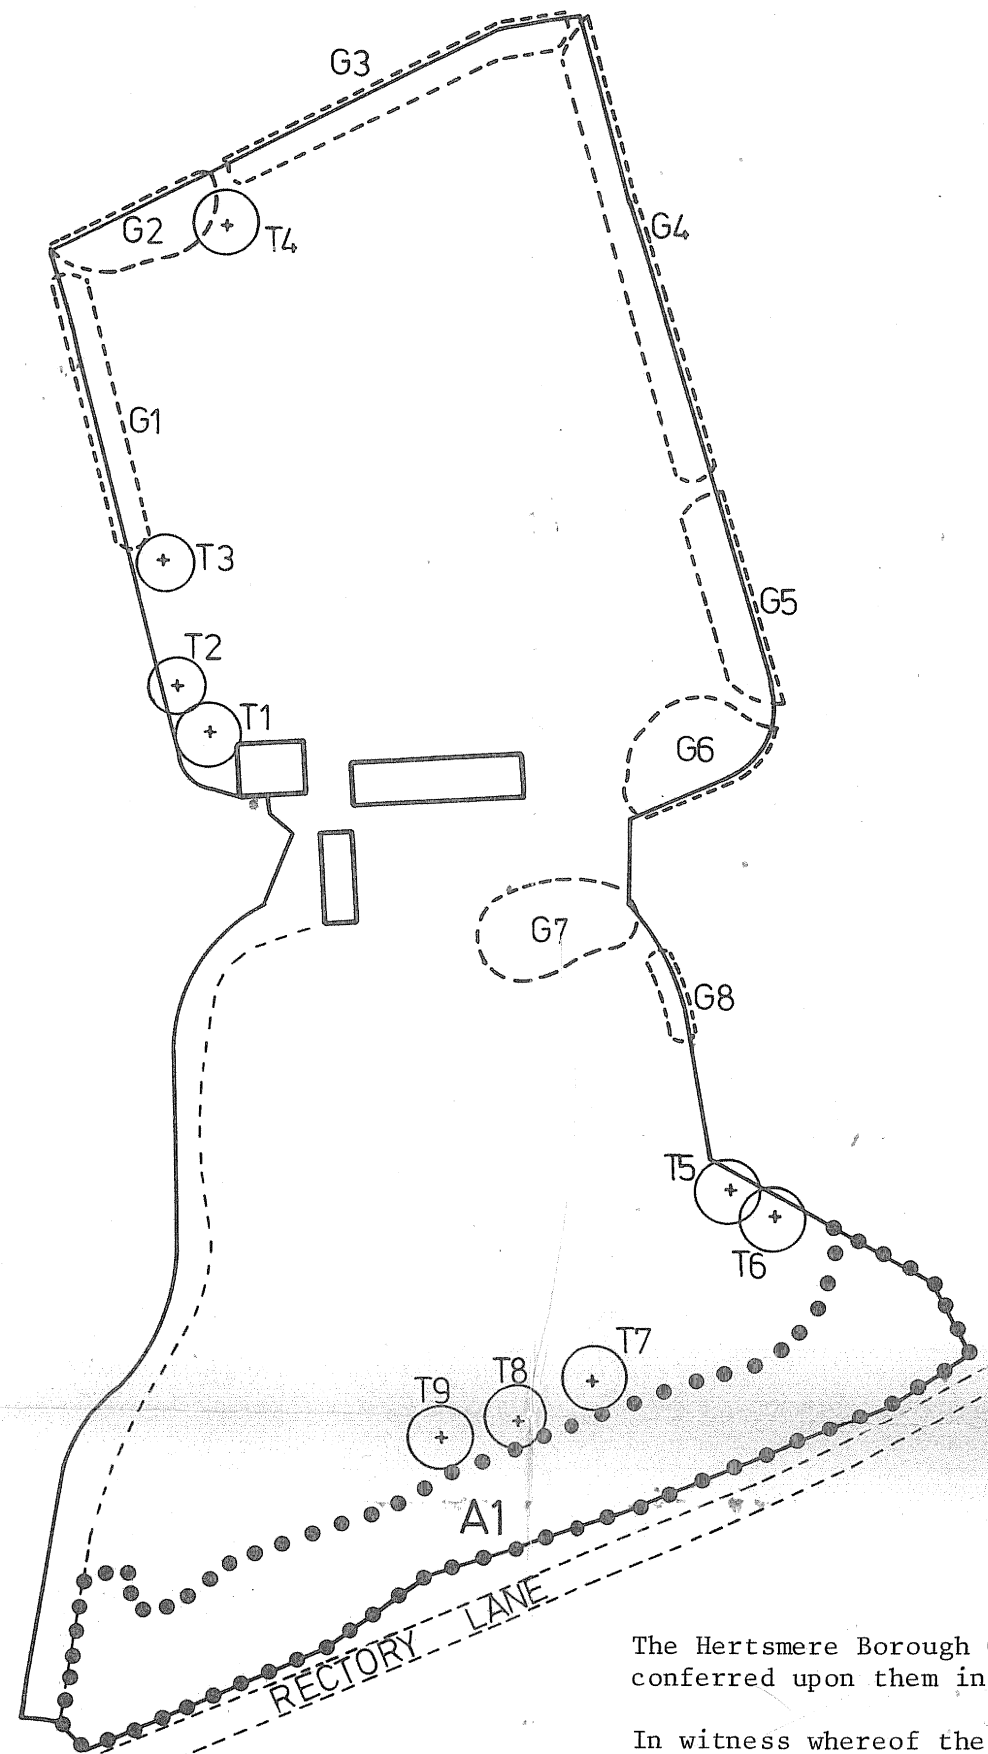 G3
G2
T4
G4
G1
T3
G5
T2
T1
G6
G7
G8
T5
T6
T7
T8
T9
A1
RECTORY LANE
The Hertsmere Borough
conferred upon them in
In witness whereof the